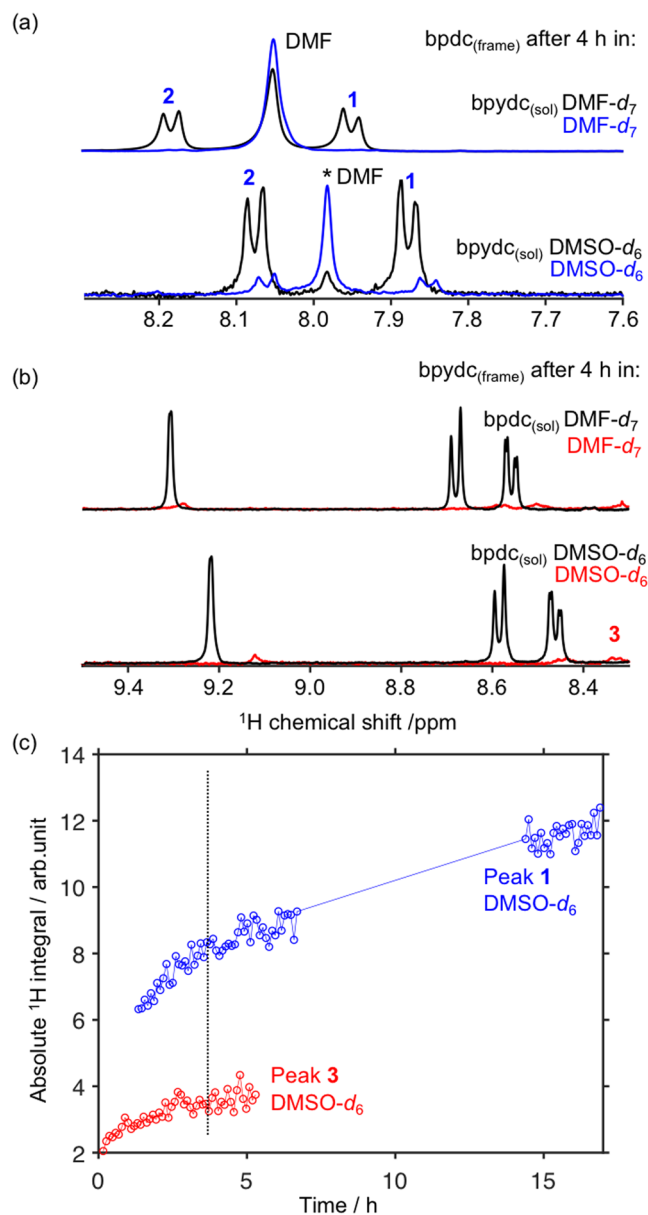 (a)
bpdc(frame) after 4 h in:
DMF
2
1
bpydc(sol) DMF-d7
DMF-d7
2
* DMF
1
bpydc(sol) DMSO-d6
DMSO-d6
8.2 8.1 8.0 7.9 7.8 7.7 7.6
(b)
bpydc(frame) after 4 h in:
bpdc(sol) DMF-d7
DMF-d7
bpdc(sol) DMSO-d6
DMSO-d6
3
9.4 9.2 9.0 8.8 8.6 8.4
1H chemical shift /ppm
(c)
Absolute 1H integral / arb.unit
14
12
10
8
6
4
2
Peak 1
DMSO-d6
Peak 3
DMSO-d6
0 5 10 15
Time / h